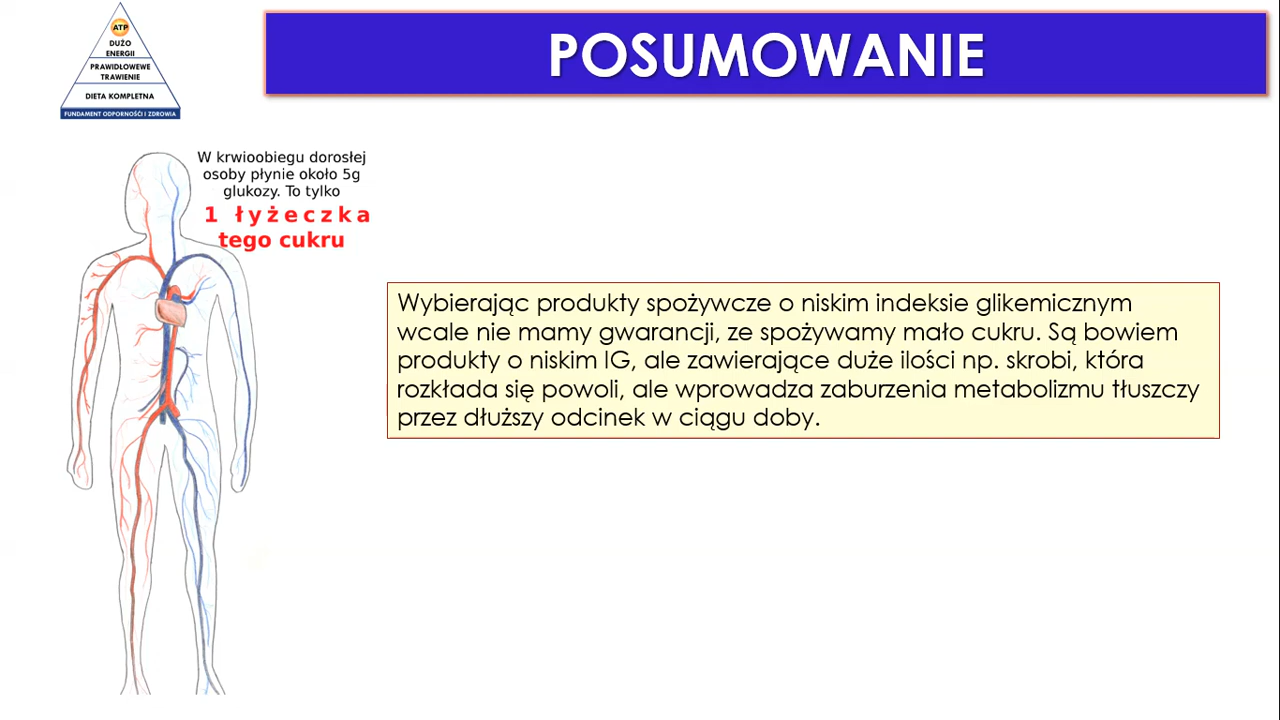 ATP
DUŻO
ENERGII
PRAWIDŁOWEWE
TRAWIENIE
DIETA KOMPLETNA
FUNDAMENT ODPORNOŚCI I ZDROWIA
POSUMOWANIE
W krwioobiegu dorosłej
osoby płynie około 5g
glukozy. To tylko
1 łyżeczka
tego cukru
Wybierając produkty spożywcze o niskim indeksie glikemicznym
wcale nie mamy gwarancji, ze spożywamy mało cukru. Są bowiem
produkty o niskim IG, ale zawierające duże ilości np. skrobi, która
rozkłada się powoli, ale wprowadza zaburzenia metabolizmu tłuszczy
przez dłuższy odcinek w ciągu doby.